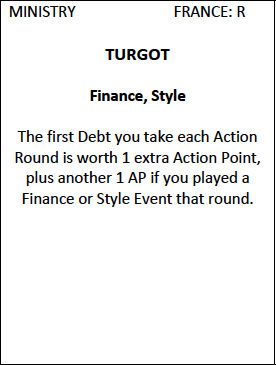 MINISTRY FRANCE: R
TURGOT
Finance, Style
The first Debt you take each Action
Round is worth 1 extra Action Point,
plus another 1 AP if you played a
Finance or Style Event that round.